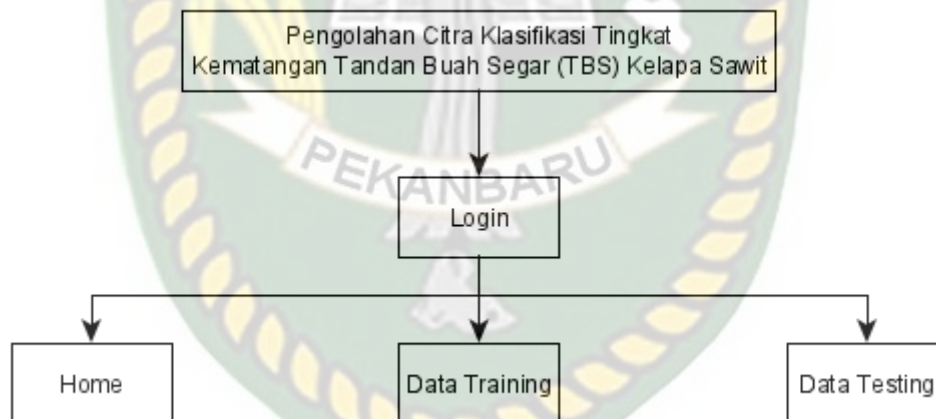 Pengolahan Citra Klasifikasi Tingkat
Kematangan Tandan Buah Segar (TBS) Kelapa Sawit
PEKANBARU
Login
Home
Data Training
Data Testing